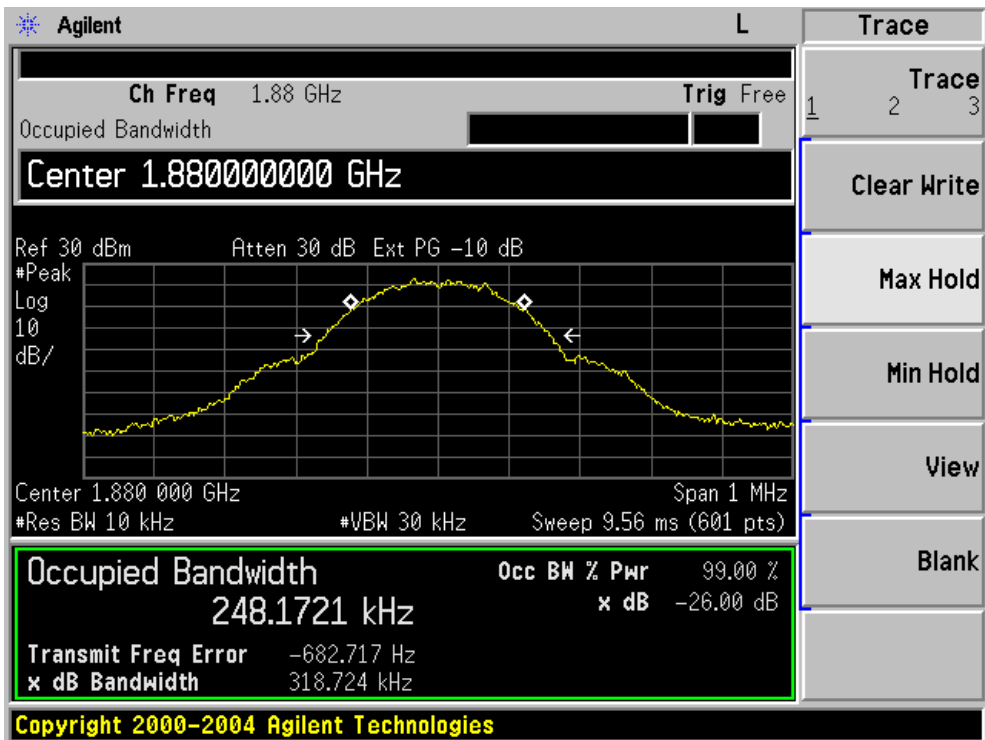 Agilent L Trace
Ch Freq 1.88 GHz Trig Free
Occupied Bandwidth
Center 1.880000000 GHz
Ref 30 dBm Atten 30 dB Ext PG -10 dB
#Peak
Log
10
dB/
Center 1.880 000 GHz Span 1 MHz
#Res BW 10 kHz #VBW 30 kHz Sweep 9.56 ms (601 pts)
Occupied Bandwidth Occ BW % Pwr 99.00 %
248.1721 kHz x dB -26.00 dB
Transmit Freq Error -682.717 Hz
x dB Bandwidth 318.724 kHz
Trace
1 2 3
Clear Write
Max Hold
Min Hold
View
Blank
Copyright 2000-2004 Agilent Technologies